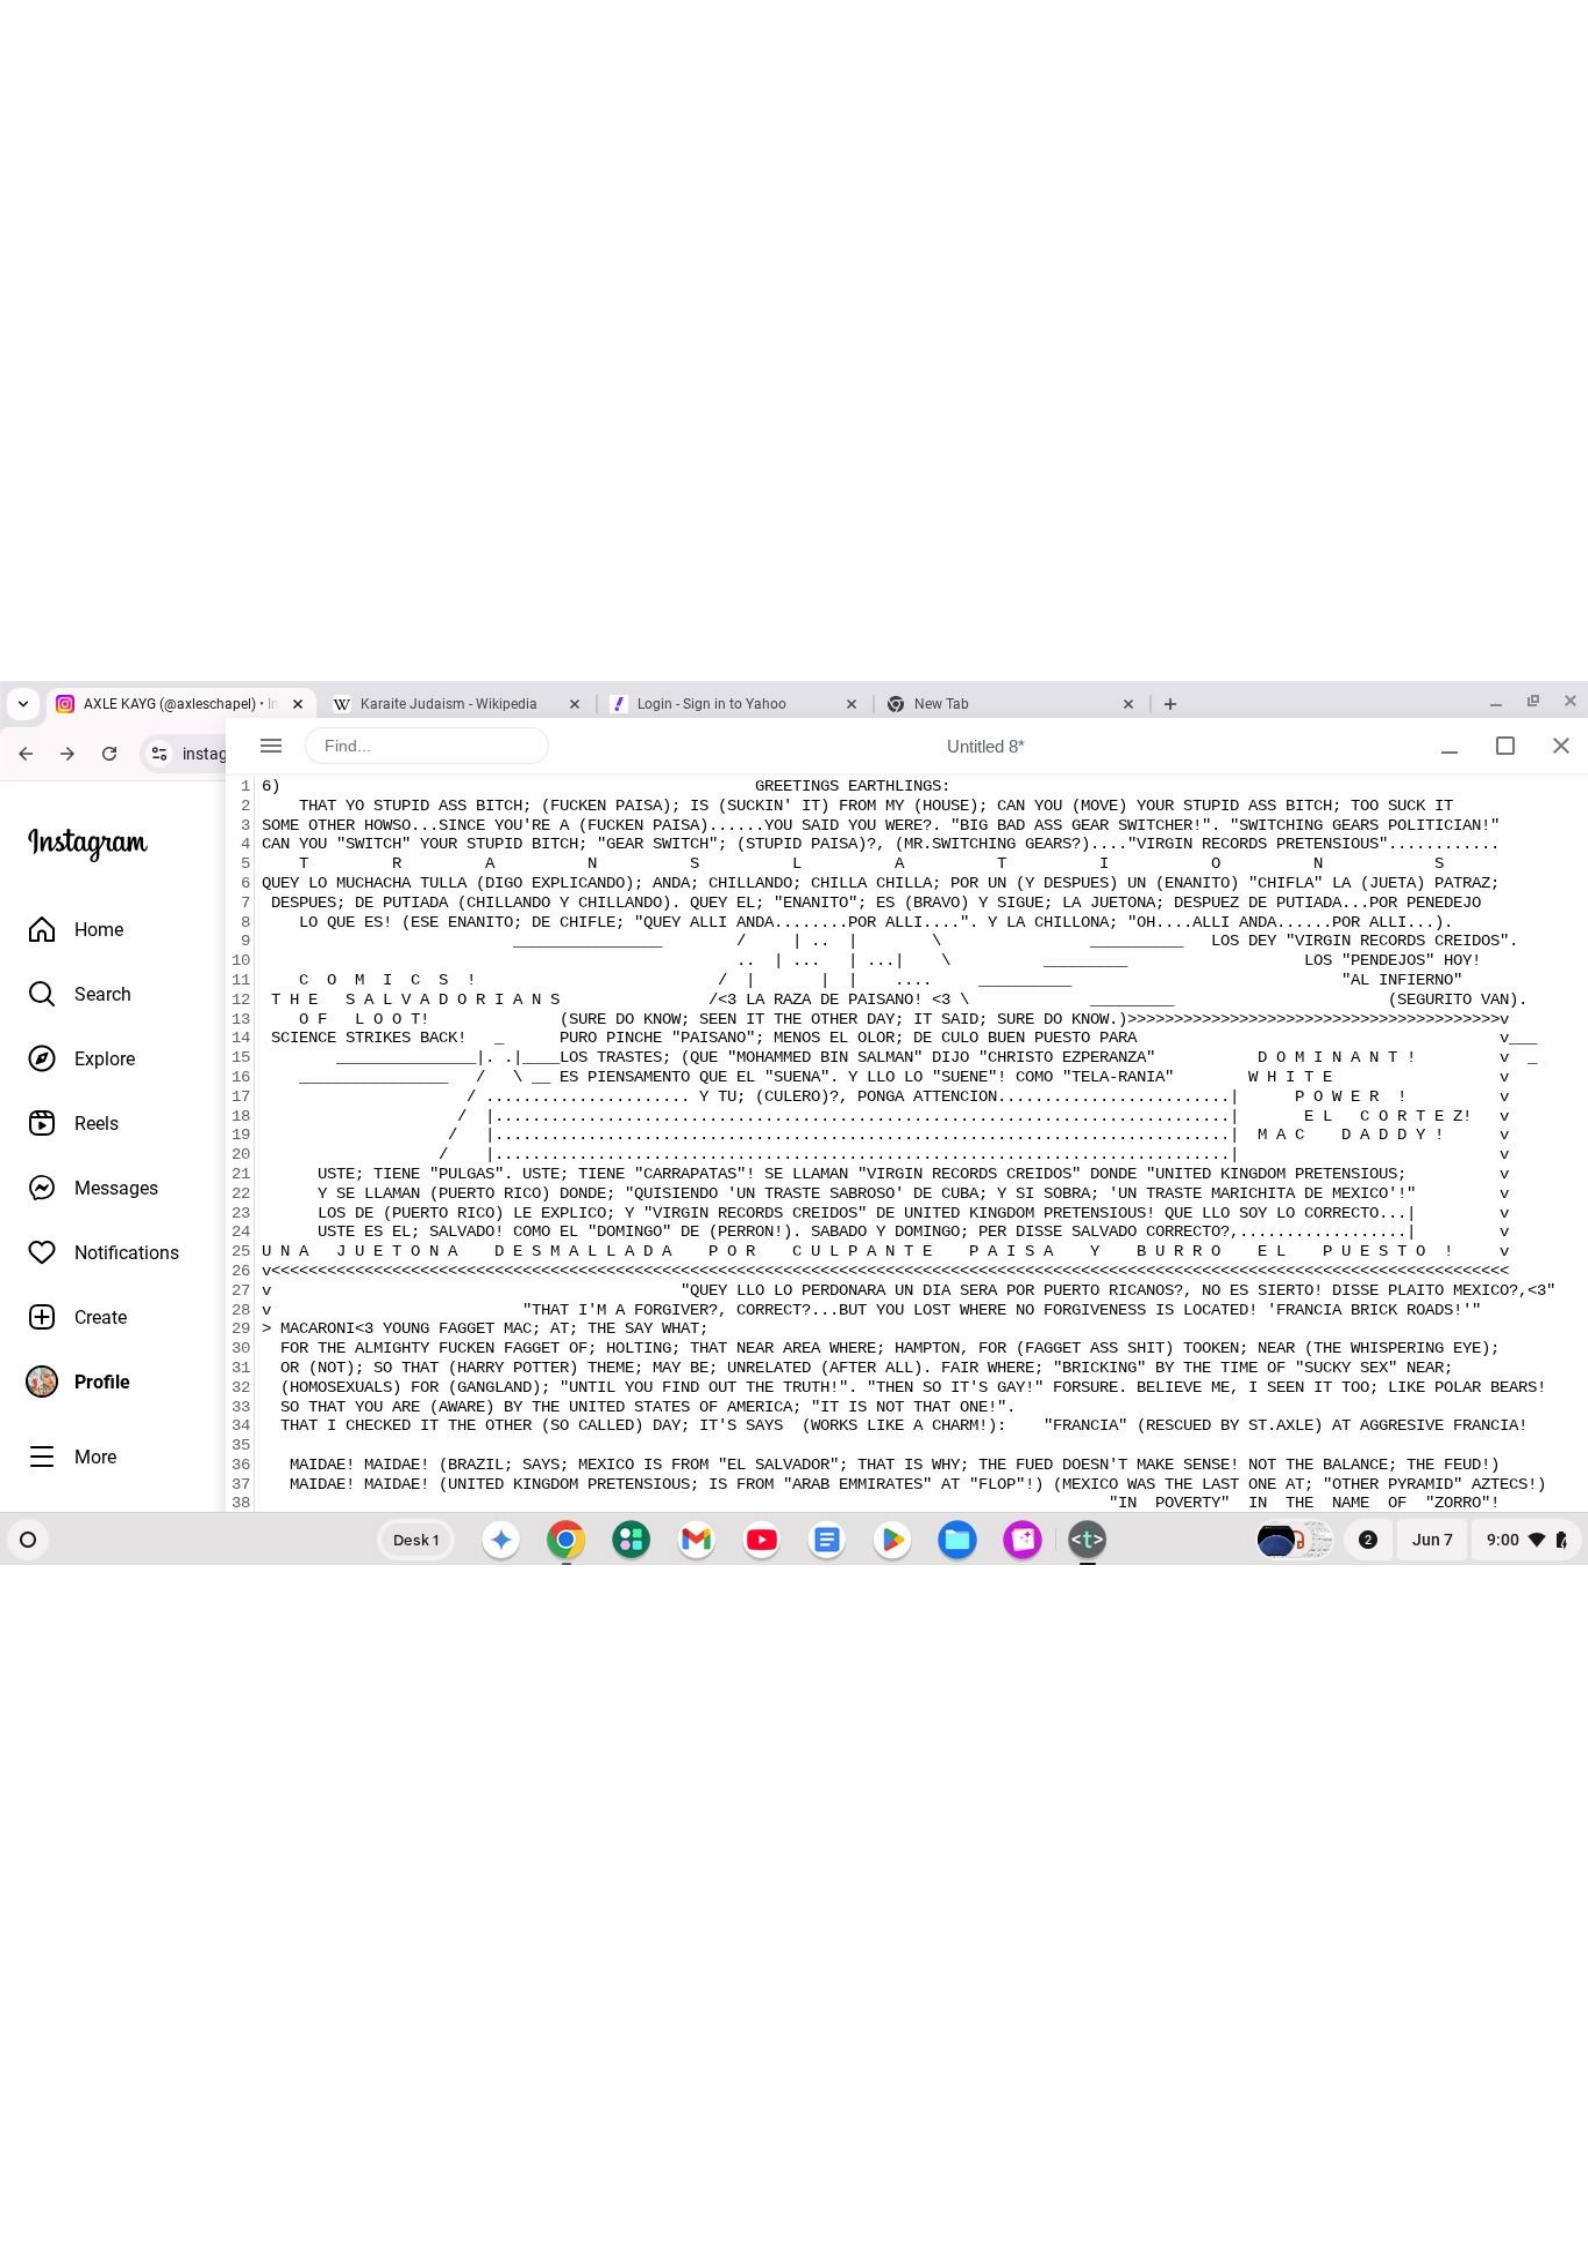 AXLE KAYG (@axleschapel) • In
Karaite Judaism - Wikipedia
Login - Sign in to Yahoo
New Tab
instag
Find...
Untitled 8*
Instagram
Home
Search
Explore
Reels
Messages
Notifications
Create
Profile
More
1 6) GREETINGS EARTHLINGS:
2 THAT YO STUPID ASS BITCH; (FUCKEN PAISA); IS (SUCKIN' IT) FROM MY (HOUSE); CAN YOU (MOVE) YOUR STUPID ASS BITCH; TOO SUCK IT
3 SOME OTHER HOWSO...SINCE YOU'RE A (FUCKEN PAISA)......YOU SAID YOU WERE?. "BIG BAD ASS GEAR SWITCHER!". "SWITCHING GEARS POLITICIAN!"
4 CAN YOU "SWITCH" YOUR STUPID BITCH; "GEAR SWITCH"; (STUPID PAISA)?, (MR.SWITCHING GEARS?)...."VIRGIN RECORDS PRETENSIOUS"............
5 T R A N S L A T I O N S
6 QUEY LO MUCHACHA TULLA (DIGO EXPLICANDO); ANDA; CHILLANDO; CHILLA CHILLA; POR UN (Y DESPUES) UN (ENANITO) "CHIFLA" LA (JUETA) PATRAZ;
7 DESPUES; DE PUTIADA (CHILLANDO Y CHILLANDO). QUEY EL; "ENANITO"; ES (BRAVO) Y SIGUE; LA JUETONA; DESPUEZ DE PUTIADA...POR PENEDEJO
8 LO QUE ES! (ESE ENANITO; DE CHIFLE; "QUEY ALLI ANDA........POR ALLI....". Y LA CHILLONA; "OH....ALLI ANDA......POR ALLI...).
9 ________________ / | .. | \ __________ LOS DEY "VIRGIN RECORDS CREIDOS".
10 .. | ... | ...| \ _________ LOS "PENDEJOS" HOY!
11 C O M I C S ! / | | | .... __________ "AL INFIERNO"
12 T H E S A L V A D O R I A N S /<3 LA RAZA DE PAISANO! <3 \ _________ (SEGURITO VAN).
13 O F L O O T! (SURE DO KNOW; SEEN IT THE OTHER DAY; IT SAID; SURE DO KNOW.)>>>>>>>>>>>>>>>>>>>>>>>>>>>>>>>>>>>>>>>>v
14 SCIENCE STRIKES BACK! _ PURO PINCHE "PAISANO"; MENOS EL OLOR; DE CULO BUEN PUESTO PARA v___
15 _______________|. .|____LOS TRASTES; (QUE "MOHAMMED BIN SALMAN" DIJO "CHRISTO EZPERANZA" D O M I N A N T ! v _
16 ________________ / \ __ ES PIENSAMENTO QUE EL "SUENA". Y LLO LO "SUENE"! COMO "TELA-RANIA" W H I T E v
17 / ...................... Y TU; (CULERO)?, PONGA ATTENCION.........................| P O W E R ! v
18 / |...............................................................................| E L C O R T E Z! v
19 / |...............................................................................| M A C D A D D Y ! v
20 / |...............................................................................| v
21 USTE; TIENE "PULGAS". USTE; TIENE "CARRAPATAS"! SE LLAMAN "VIRGIN RECORDS CREIDOS" DONDE "UNITED KINGDOM PRETENSIOUS; v
22 Y SE LLAMAN (PUERTO RICO) DONDE; "QUISIENDO 'UN TRASTE SABROSO' DE CUBA; Y SI SOBRA; 'UN TRASTE MARICHITA DE MEXICO'!" v
23 LOS DE (PUERTO RICO) LE EXPLICO; Y "VIRGIN RECORDS CREIDOS" DE UNITED KINGDOM PRETENSIOUS! QUE LLO SOY LO CORRECTO...| v
24 USTE ES EL; SALVADO! COMO EL "DOMINGO" DE (PERRON!). SABADO Y DOMINGO; PER DISSE SALVADO CORRECTO?,..................| v
25 U N A J U E T O N A D E S M A L L A D A P O R C U L P A N T E P A I S A Y B U R R O E L P U E S T O ! v
26 v<<<<<<<<<<<<<<<<<<<<<<<<<<<<<<<<<<<<<<<<<<<<<<<<<<<<<<<<<<<<<<<<<<<<<<<<<<<<<<<<<<<<<<<<<<<<<<<<<<<<<<<<<<<<<<<<<<<<<<<<<<<<<<<<<<<<<
27 v "QUEY LLO LO PERDONARA UN DIA SERA POR PUERTO RICANOS?, NO ES SIERTO! DISSE PLAITO MEXICO?,<3"
28 v "THAT I'M A FORGIVER?, CORRECT?...BUT YOU LOST WHERE NO FORGIVENESS IS LOCATED! 'FRANCIA BRICK ROADS!'"
29 > MACARONI<3 YOUNG FAGGET MAC; AT; THE SAY WHAT;
30 FOR THE ALMIGHTY FUCKEN FAGGET OF; HOLTING; THAT NEAR AREA WHERE; HAMPTON, FOR (FAGGET ASS SHIT) TOOKEN; NEAR (THE WHISPERING EYE);
31 OR (NOT); SO THAT (HARRY POTTER) THEME; MAY BE; UNRELATED (AFTER ALL). FAIR WHERE; "BRICKING" BY THE TIME OF "SUCKY SEX" NEAR;
32 (HOMOSEXUALS) FOR (GANGLAND); "UNTIL YOU FIND OUT THE TRUTH!". "THEN SO IT'S GAY!" FORSURE. BELIEVE ME, I SEEN IT TOO; LIKE POLAR BEARS!
33 SO THAT YOU ARE (AWARE) BY THE UNITED STATES OF AMERICA; "IT IS NOT THAT ONE!".
34 THAT I CHECKED IT THE OTHER (SO CALLED) DAY; IT'S SAYS (WORKS LIKE A CHARM!): "FRANCIA" (RESCUED BY ST.AXLE) AT AGGRESIVE FRANCIA!
35
36 MAIDAE! MAIDAE! (BRAZIL; SAYS; MEXICO IS FROM "EL SALVADOR"; THAT IS WHY; THE FUED DOESN'T MAKE SENSE! NOT THE BALANCE; THE FEUD!)
37 MAIDAE! MAIDAE! (UNITED KINGDOM PRETENSIOUS; IS FROM "ARAB EMMIRATES" AT "FLOP"!) (MEXICO WAS THE LAST ONE AT; "OTHER PYRAMID" AZTECS!)
38 "IN POVERTY" IN THE NAME OF "ZORRO"!
Desk 1
<t>
2
Jun 7
9:00